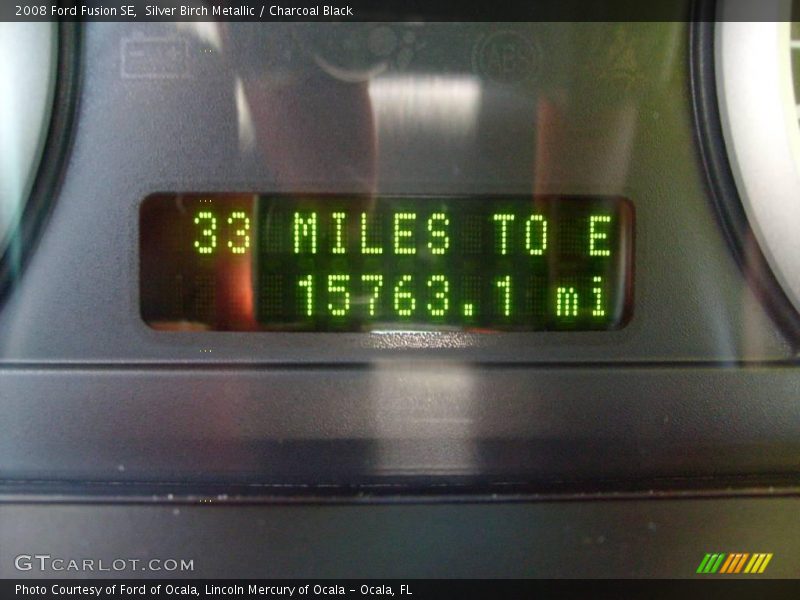 2008 Ford Fusion SE,  Silver Birch Metallic / Charcoal Black
ABS
33 MILES TO E
15763.1 mi
GTCARLOT.COM
Photo Courtesy of Ford of Ocala, Lincoln Mercury of Ocala – Ocala, FL